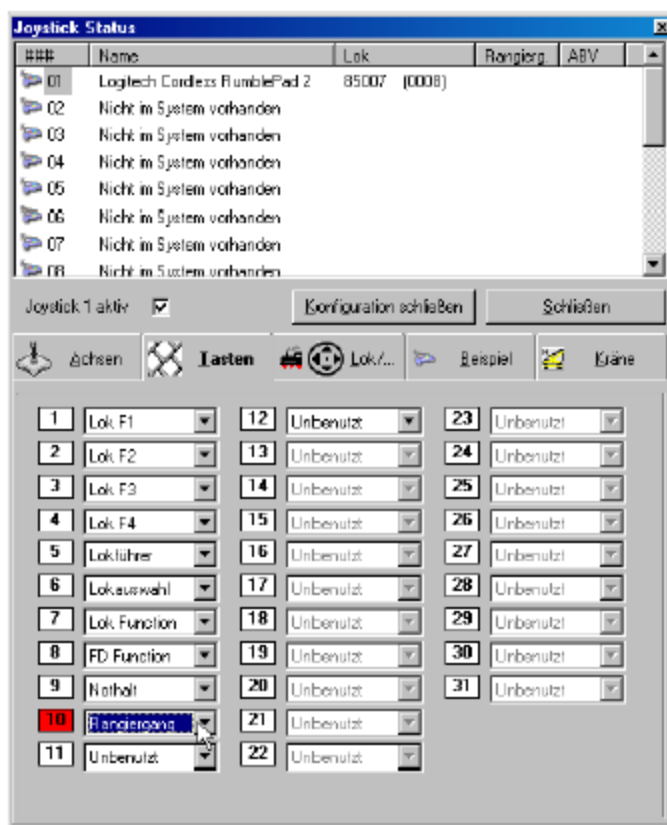 Joystick Status
### Name Lok Rangierg. ABV
01 Logitech Cordless RumblePad 2 85007 (0008)
02 Nicht im System vorhanden
03 Nicht im System vorhanden
04 Nicht im System vorhanden
05 Nicht im System vorhanden
06 Nicht im System vorhanden
07 Nicht im System vorhanden
08 Nicht im System vorhanden
Joystick 1 aktiv Konfiguration schließen Schließen
Achsen Tasten Lok/... Beispiel Kräne
1 Lok F1 12 Unbenutzt 23 Unbenutzt
2 Lok F2 13 Unbenutzt 24 Unbenutzt
3 Lok F3 14 Unbenutzt 25 Unbenutzt
4 Lok F4 15 Unbenutzt 26 Unbenutzt
5 Lokführer 16 Unbenutzt 27 Unbenutzt
6 Lokauswahl 17 Unbenutzt 28 Unbenutzt
7 Lok Function 18 Unbenutzt 29 Unbenutzt
8 FD Function 19 Unbenutzt 30 Unbenutzt
9 Nothalt 20 Unbenutzt 31 Unbenutzt
10 Rangiergang 21 Unbenutzt
11 Unbenutzt 22 Unbenutzt